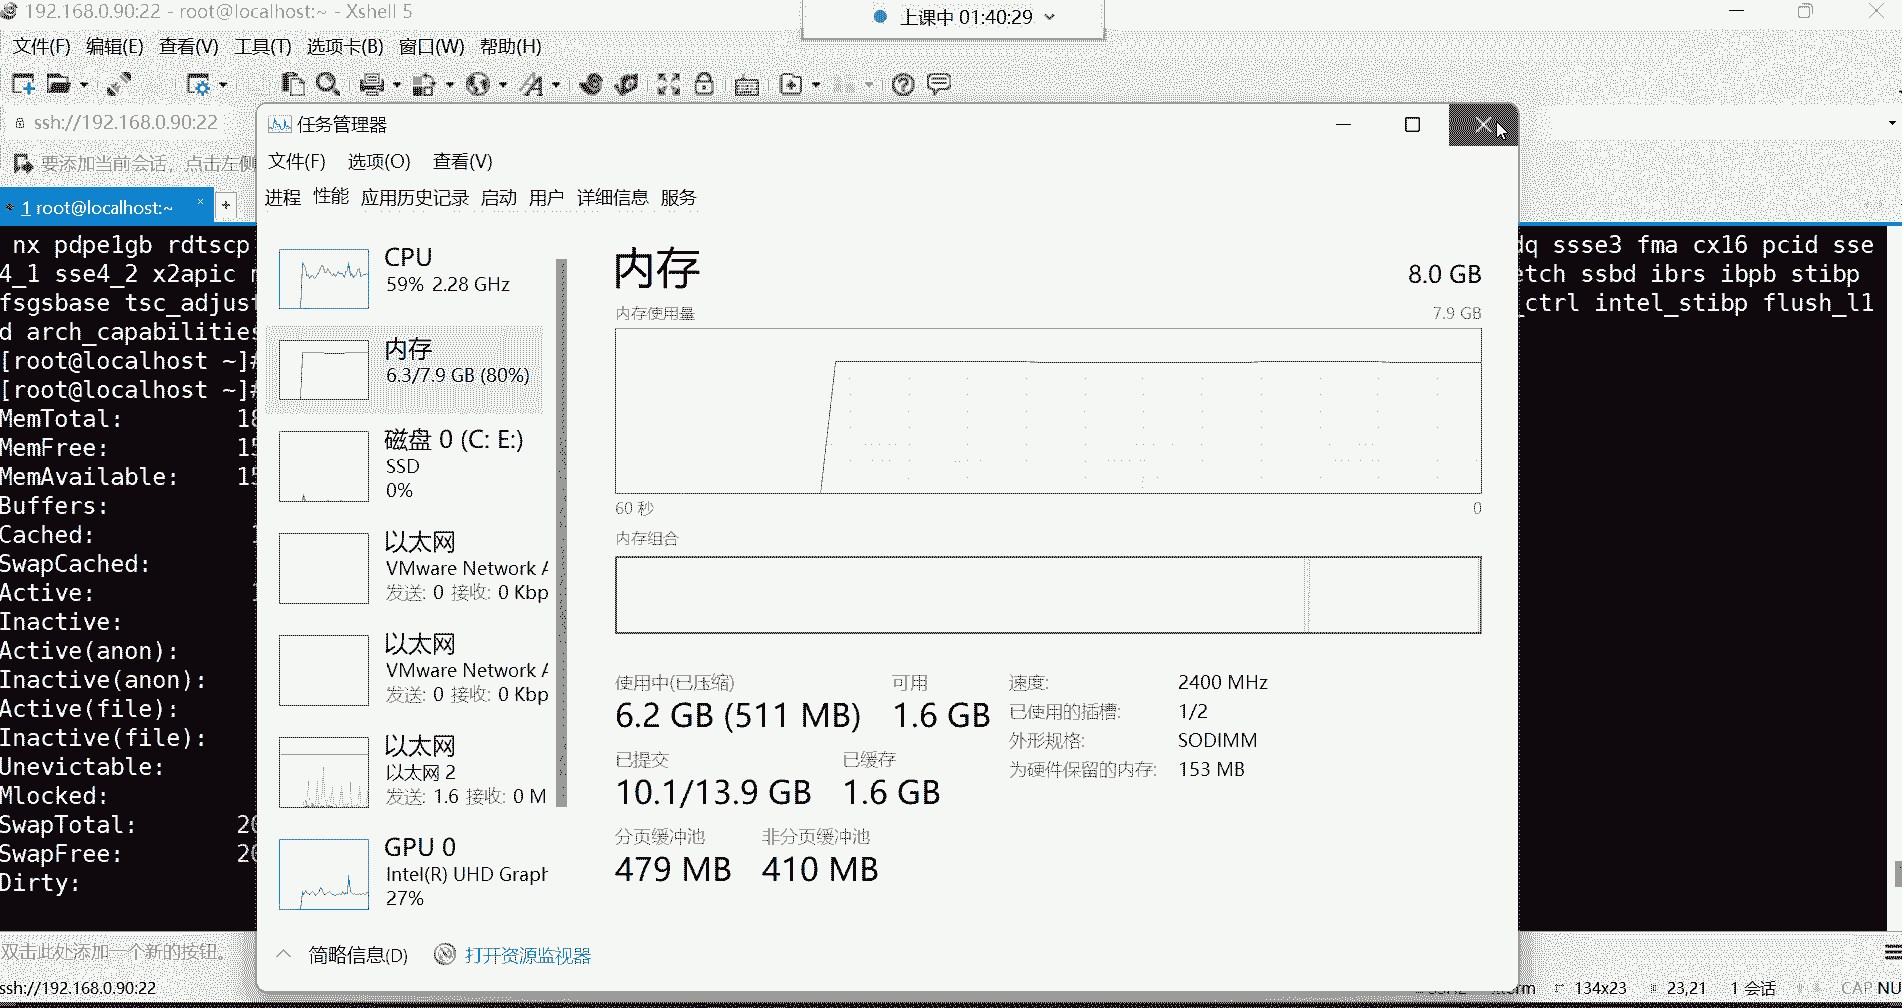 192.168.0.90:22 - root@localhost:~ - Xshell 5
上课中 01:40:29
文件(F) 编辑(E) 查看(V) 工具(T) 选项卡(B) 窗口(W) 帮助(H)
ssh://192.168.0.90:22
要添加当前会话，点击左侧
1 root@localhost:~
nx pdpe1gb rdtscp
dq ssse3 fma cx16 pcid sse
4_1 sse4_2 x2apic
etch ssbd ibrs ibpb stibp
fsgsbase tsc_adjust
_ctrl intel_stibp flush_l1
d arch_capabilities
[root@localhost ~]#
[root@localhost ~]#
MemTotal: 18
MemFree: 15
MemAvailable: 15
Buffers:
Cached:
SwapCached:
Active:
Inactive:
Active(anon):
Inactive(anon):
Active(file):
Inactive(file):
Unevictable:
Mlocked:
SwapTotal: 20
SwapFree: 20
Dirty:
任务管理器
文件(F) 选项(O) 查看(V)
进程 性能 应用历史记录 启动 用户 详细信息 服务
CPU
59% 2.28 GHz
内存
6.3/7.9 GB (80%)
磁盘 0 (C: E:)
SSD
0%
以太网
VMware Network A
发送: 0 接收: 0 Kbp
以太网
VMware Network A
发送: 0 接收: 0 Kbp
以太网
以太网 2
发送: 1.6 接收: 0 M
GPU 0
Intel(R) UHD Graph
27%
内存
8.0 GB
内存使用量
7.9 GB
60 秒
0
内存组合
使用中(已压缩)
6.2 GB (511 MB)
可用
1.6 GB
已提交
10.1/13.9 GB
已缓存
1.6 GB
分页缓冲池
479 MB
非分页缓冲池
410 MB
速度: 2400 MHz
已使用的插槽: 1/2
外形规格: SODIMM
为硬件保留的内存: 153 MB
简略信息(D)
打开资源监视器
双击此处添加一个新的按钮。
ssh://192.168.0.90:22
134x23
23,21
1 会话
CAP NU